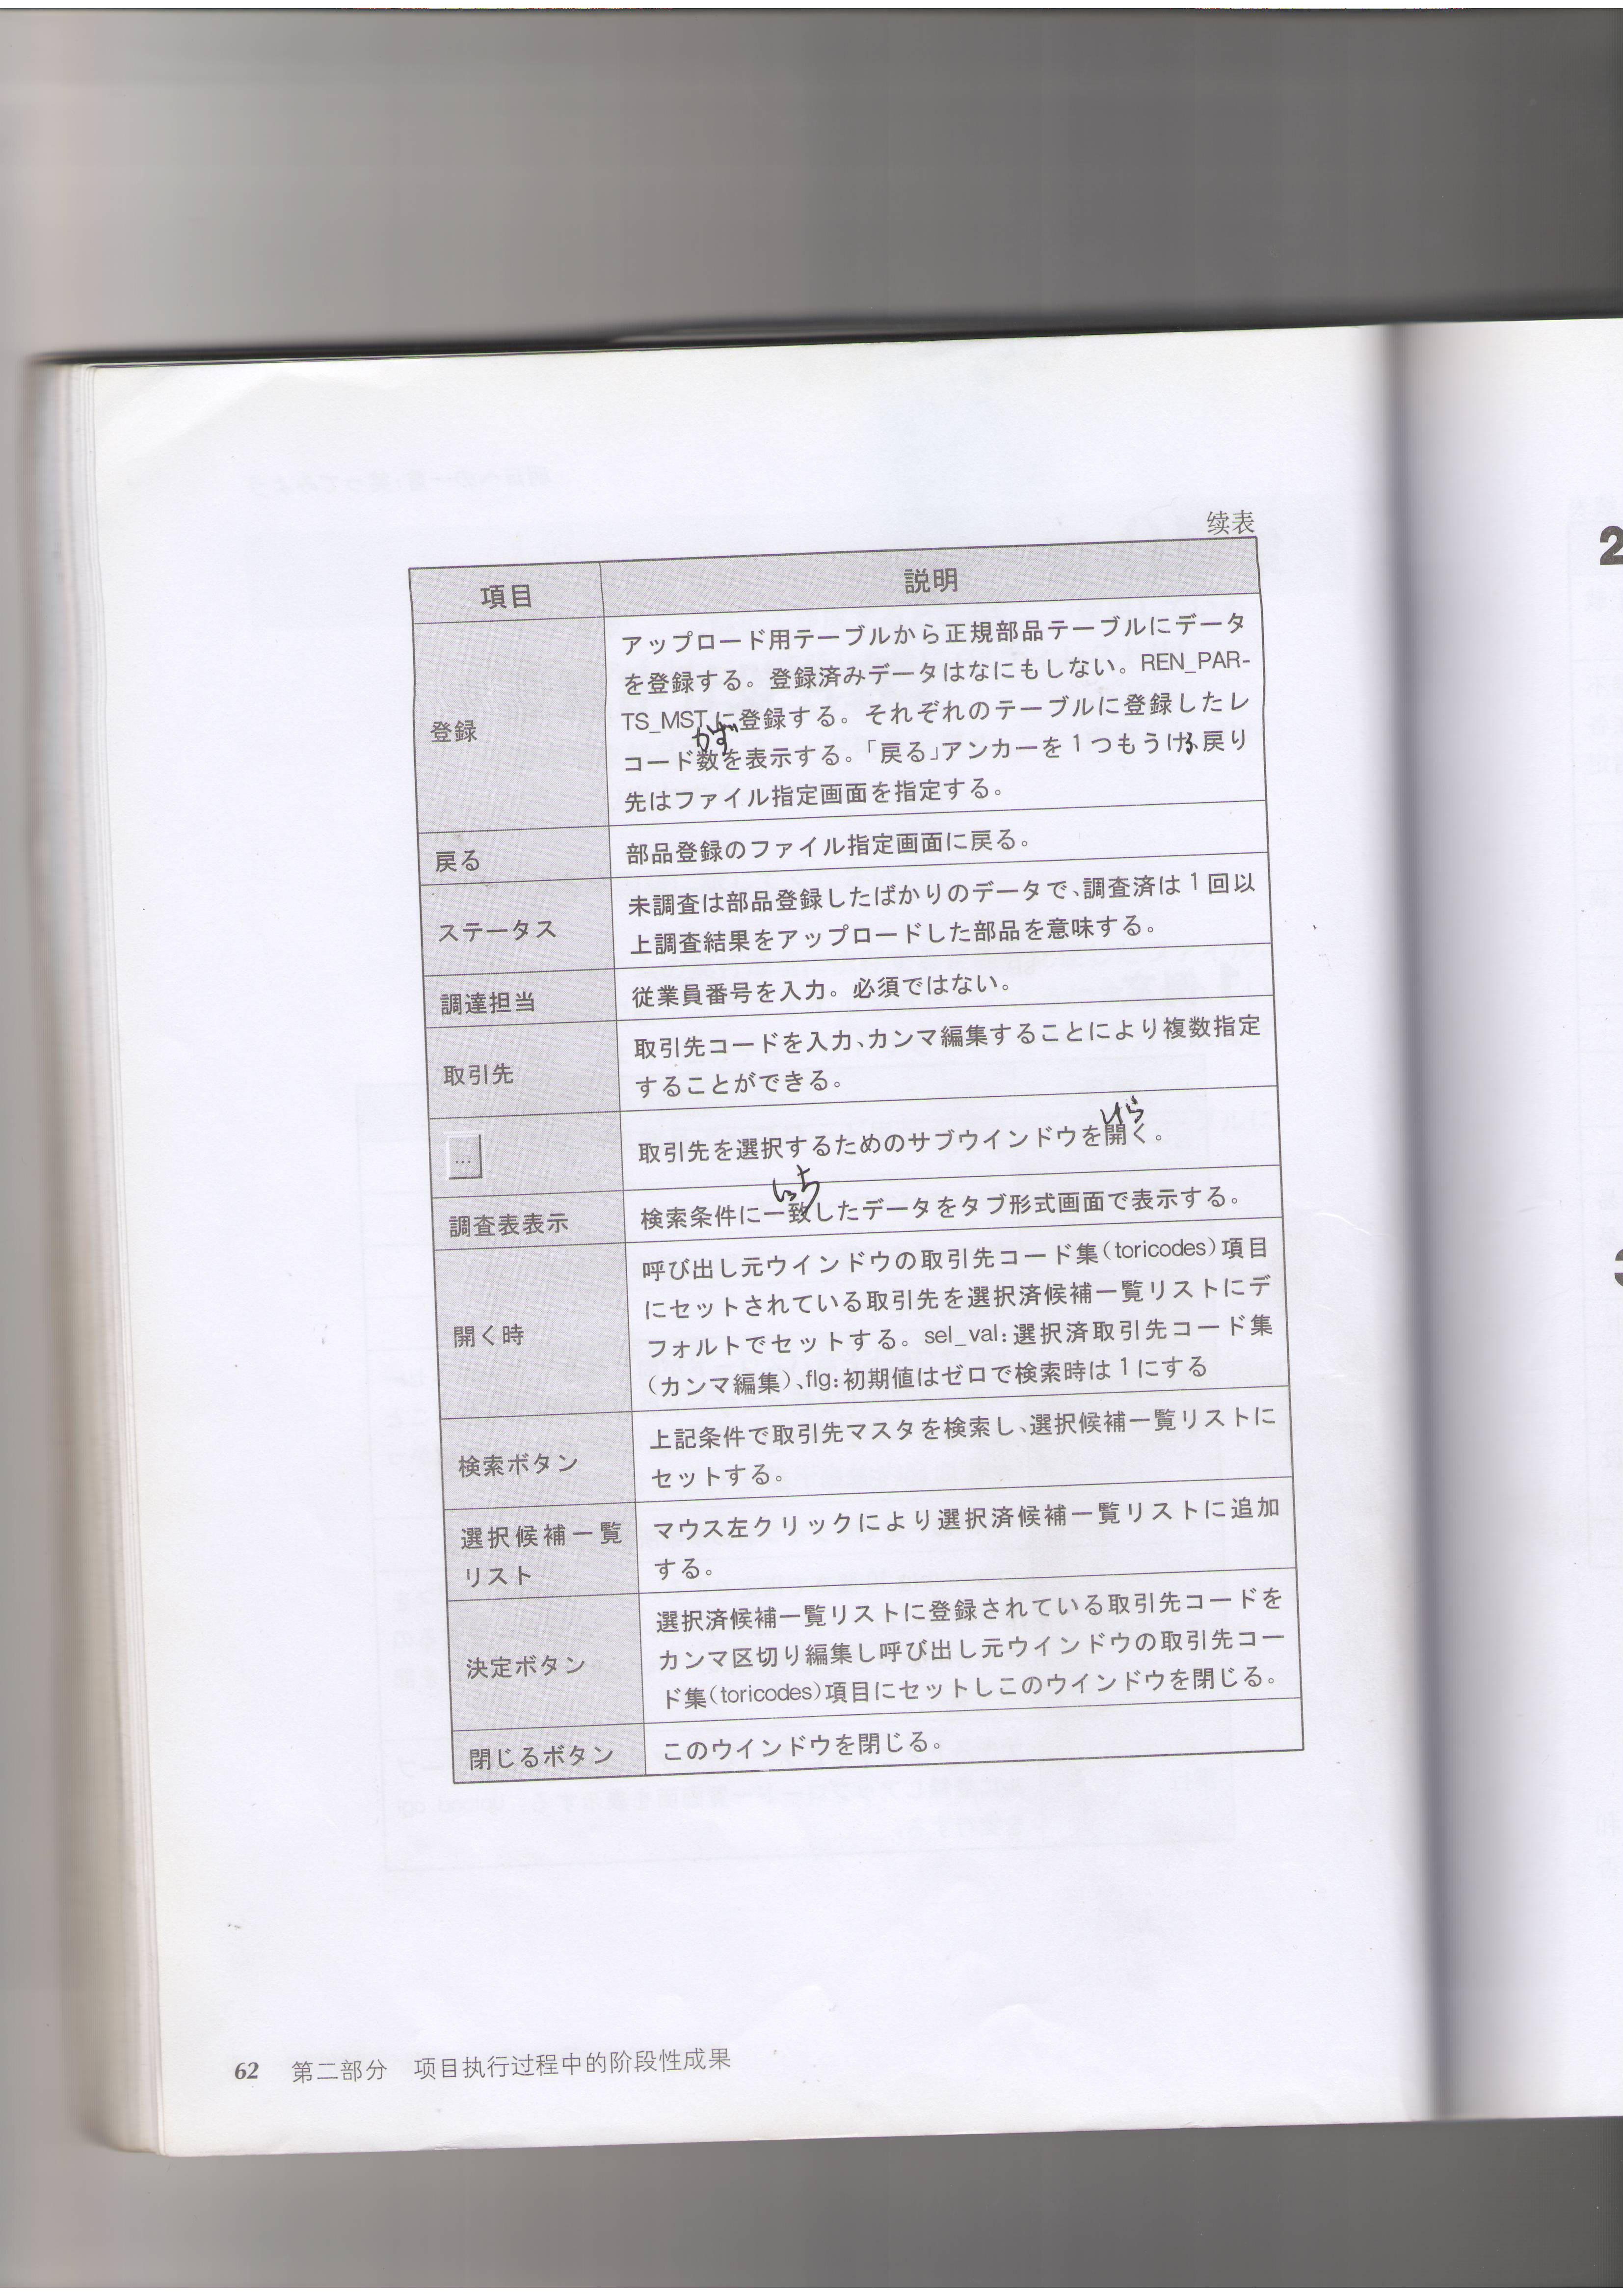 续表
項目
説明
登録
アップロード用テーブルから正規部品テーブルにデータ
を登録する。登録済みデータはなにもしない。REN_PAR-
TS_MSTに登録する。それぞれのテーブルに登録したレ
かず
コード数を表示する。「戻る」アンカーを1つもうける戻り
先はファイル指定画面を指定する。
戻る
部品登録のファイル指定画面に戻る。
ステータス
未調査は部品登録したばかりのデータで、調査済は1回以
上調査結果をアップロードした部品を意味する。
調達担当
従業員番号を入力。必須ではない。
取引先
取引先コードを入力、カンマ編集することにより複数指定
することができる。
...
取引先を選択するためのサブウインドウを開く。
いっち
調査表表示
検索条件に一致したデータをタブ形式画面で表示する。
開く時
呼び出し元ウインドウの取引先コード集(toricodes)項目
にセットされている取引先を選択済候補一覧リストにデ
フォルトでセットする。sel_val:選択済取引先コード集
(カンマ編集)、flg:初期値はゼロで検索時は1にする
検索ボタン
上記条件で取引先マスタを検索し、選択候補一覧リストに
セットする。
選択候補一覧
リスト
マウス左クリックにより選択済候補一覧リストに追加
する。
決定ボタン
選択済候補一覧リストに登録されている取引先コードを
カンマ区切り編集し呼び出し元ウインドウの取引先コー
ド集(toricodes)項目にセットしこのウインドウを閉じる。
閉じるボタン
このウインドウを閉じる。
62 第二部分 项目执行过程中的阶段性成果
2